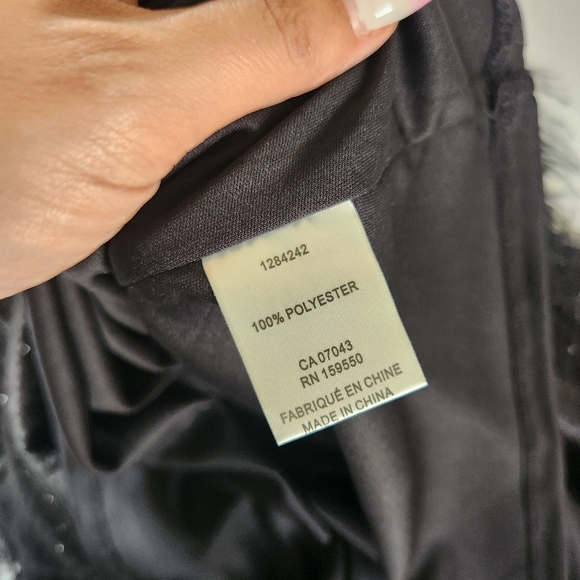 1284242
100% POLYESTER
CA 07043
RN 159550
FABRIQUÉ EN CHINE
MADE IN CHINA